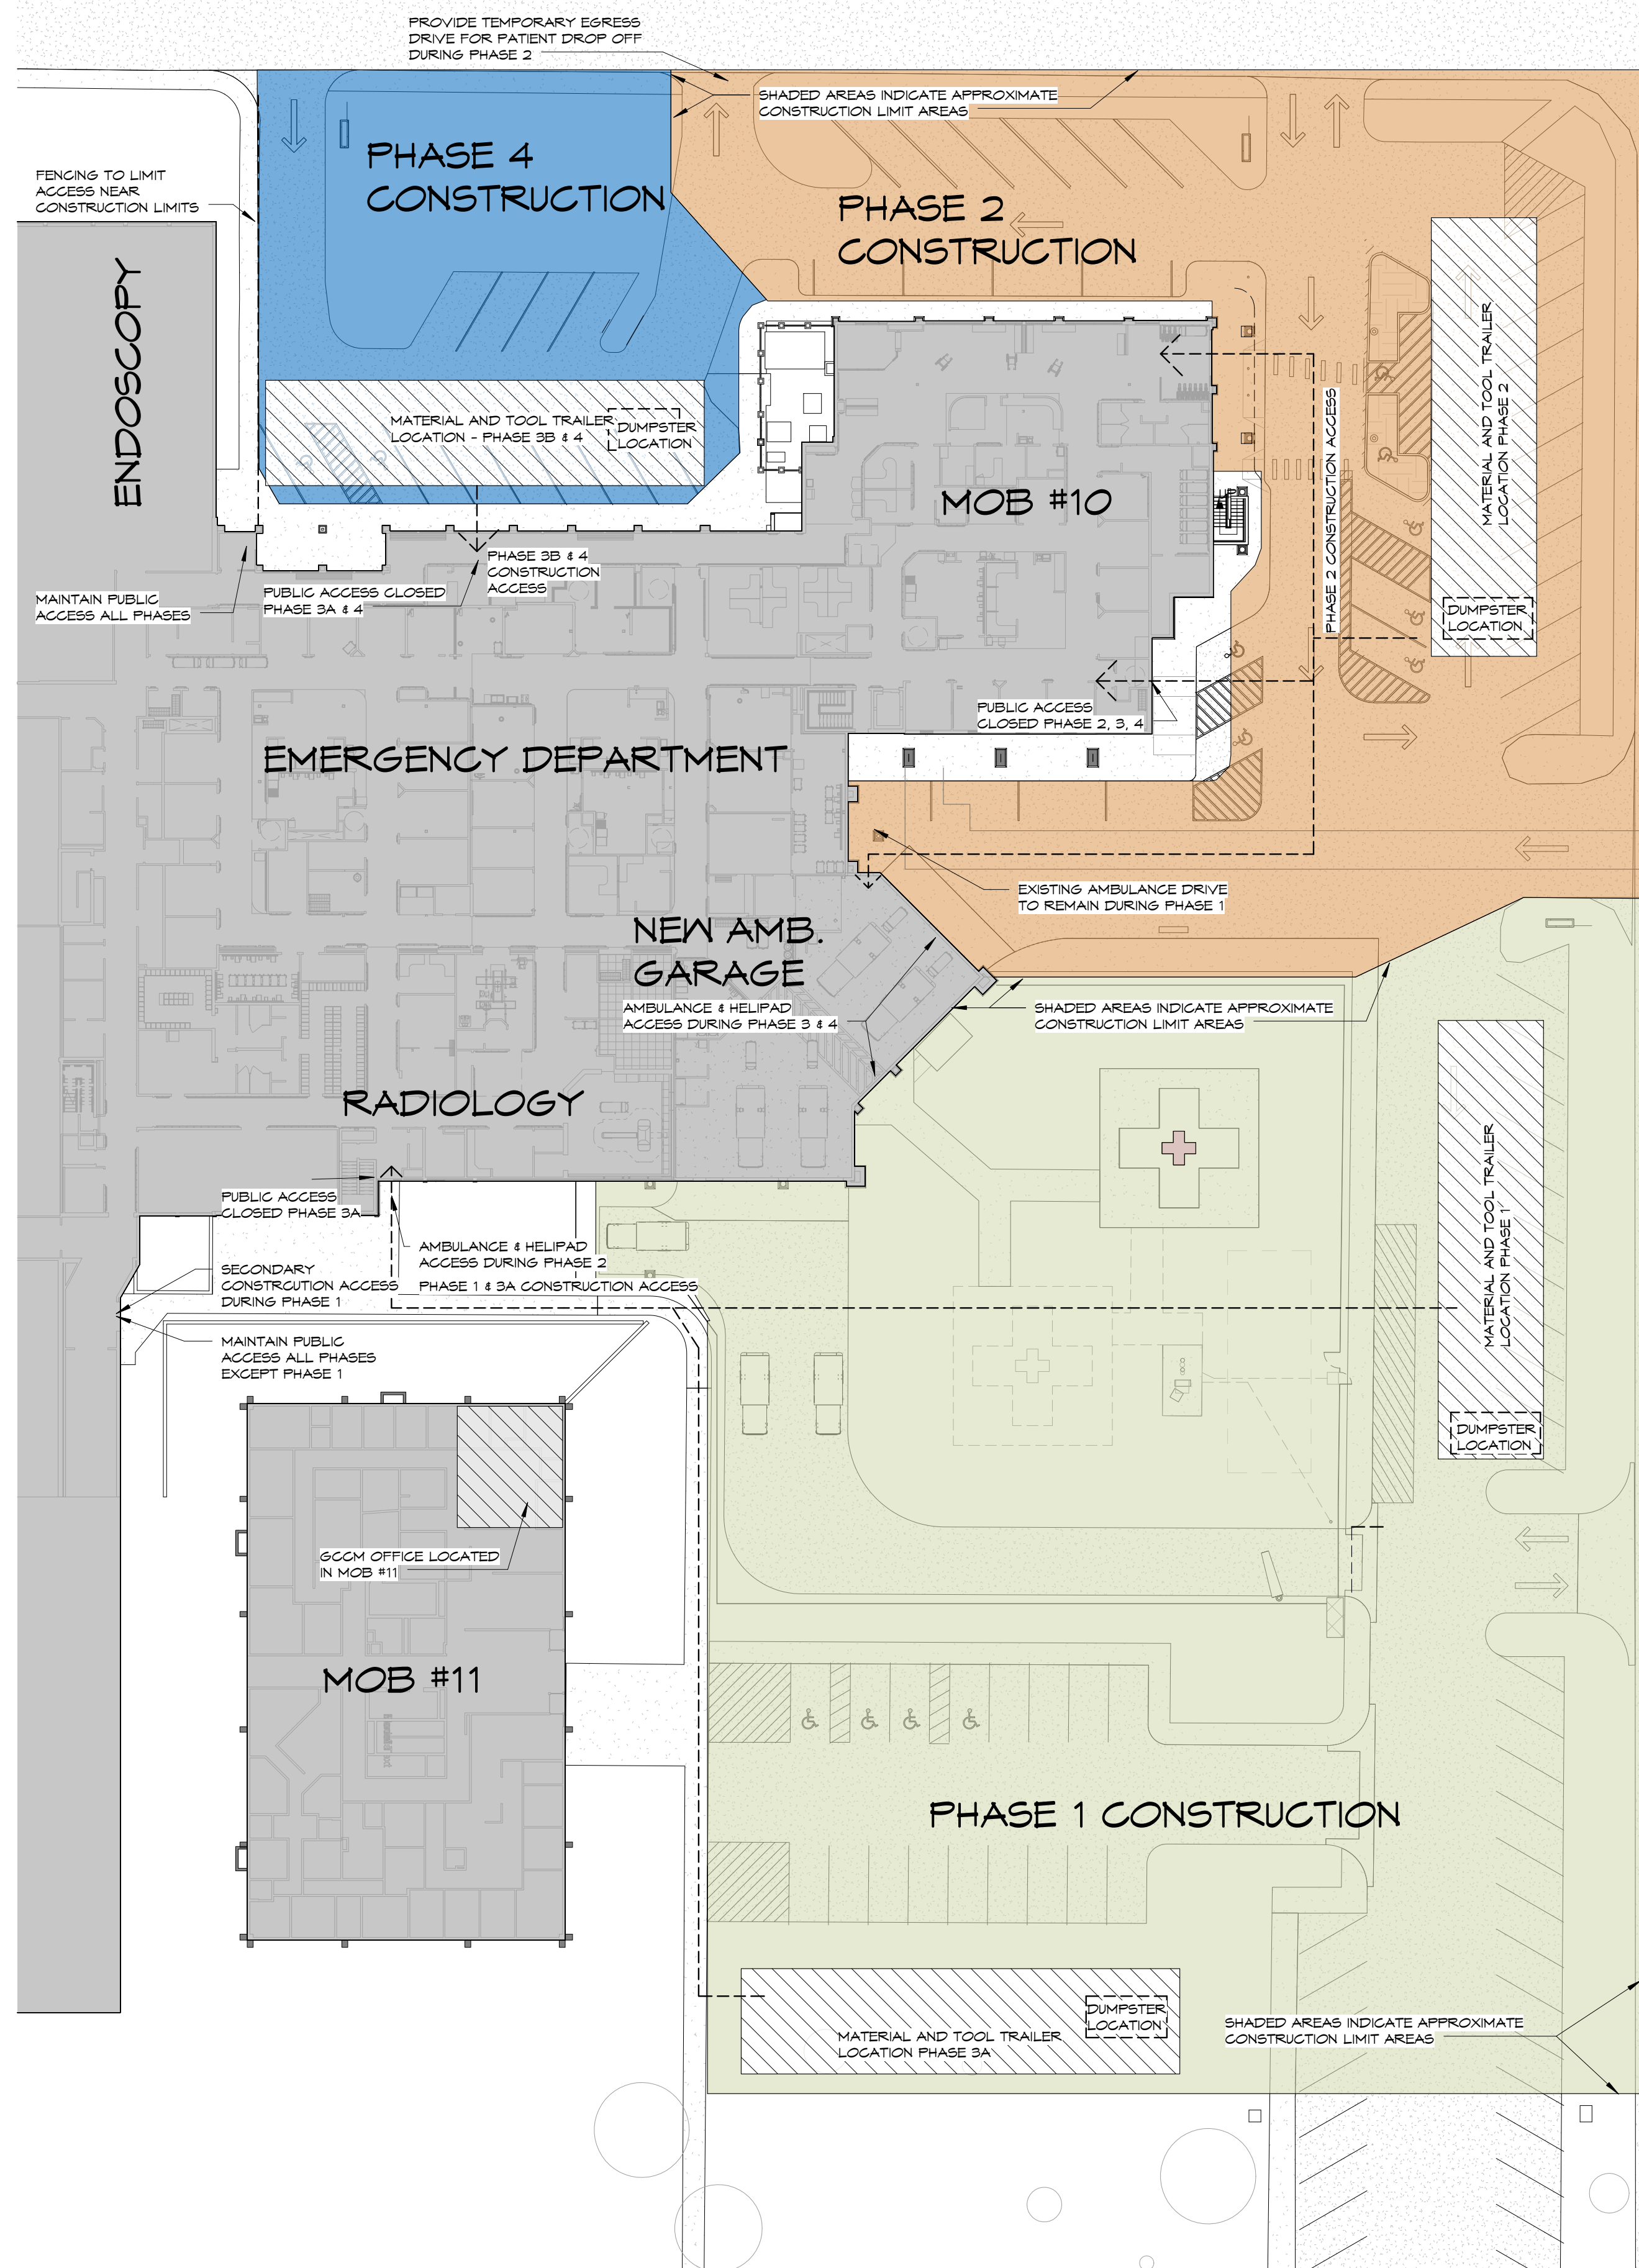 PROVIDE TEMPORARY EGRESS
DRIVE FOR PATIENT DROP OFF
DURING PHASE 2
SHADED AREAS INDICATE APPROXIMATE
CONSTRUCTION LIMIT AREAS
PHASE 4
CONSTRUCTION
FENCING TO LIMIT
ACCESS NEAR
CONSTRUCTION LIMITS
PHASE 2
CONSTRUCTION
ENDOSCOPY
MATERIAL AND TOOL TRAILER
LOCATION PHASE 2
MATERIAL AND TOOL TRAILER
LOCATION - PHASE 3B & 4
DUMPSTER
LOCATION
PHASE 2 CONSTRUCTION ACCESS
MOB #10
PHASE 3B & 4
CONSTRUCTION
ACCESS
PUBLIC ACCESS CLOSED
PHASE 3A & 4
MAINTAIN PUBLIC
ACCESS ALL PHASES
DUMPSTER
LOCATION
PUBLIC ACCESS
CLOSED PHASE 2, 3, 4
EMERGENCY DEPARTMENT
EXISTING AMBULANCE DRIVE
TO REMAIN DURING PHASE 1
NEW AMB.
GARAGE
AMBULANCE & HELIPAD
ACCESS DURING PHASE 3 & 4
SHADED AREAS INDICATE APPROXIMATE
CONSTRUCTION LIMIT AREAS
RADIOLOGY
MATERIAL AND TOOL TRAILER
LOCATION PHASE 1
PUBLIC ACCESS
CLOSED PHASE 3A
AMBULANCE & HELIPAD
ACCESS DURING PHASE 2
PHASE 1 & 3A CONSTRUCTION ACCESS
SECONDARY
CONSTRCUTION ACCESS
DURING PHASE 1
MAINTAIN PUBLIC
ACCESS ALL PHASES
EXCEPT PHASE 1
DUMPSTER
LOCATION
GCCM OFFICE LOCATED
IN MOB #11
MOB #11
PHASE 1 CONSTRUCTION
DUMPSTER
LOCATION
MATERIAL AND TOOL TRAILER
LOCATION PHASE 3A
SHADED AREAS INDICATE APPROXIMATE
CONSTRUCTION LIMIT AREAS